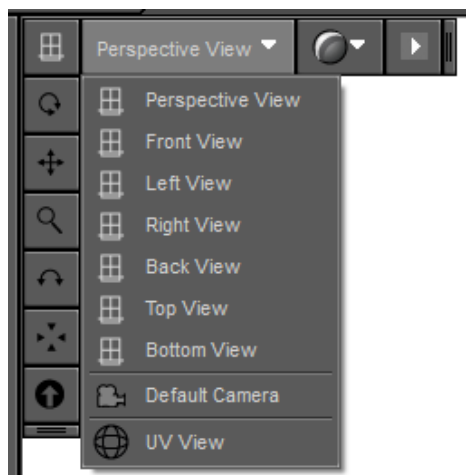 Perspective View
Perspective View
Front View
Left View
Right View
Back View
Top View
Bottom View
Default Camera
UV View